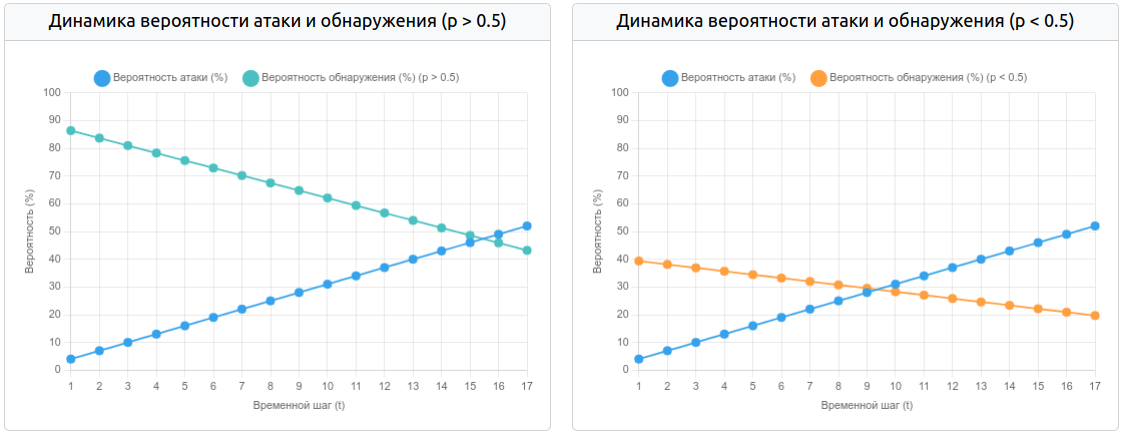 Динамика вероятности атаки и обнаружения (p > 0.5)
Вероятность атаки (%)
Вероятность обнаружения (%) (p > 0.5)
100
90
80
70
60
50
40
30
20
10
0
Вероятность (%)
1 2 3 4 5 6 7 8 9 10 11 12 13 14 15 16 17
Временной шаг (t)
Динамика вероятности атаки и обнаружения (p < 0.5)
Вероятность атаки (%)
Вероятность обнаружения (%) (p < 0.5)
100
90
80
70
60
50
40
30
20
10
0
Вероятность (%)
1 2 3 4 5 6 7 8 9 10 11 12 13 14 15 16 17
Временной шаг (t)